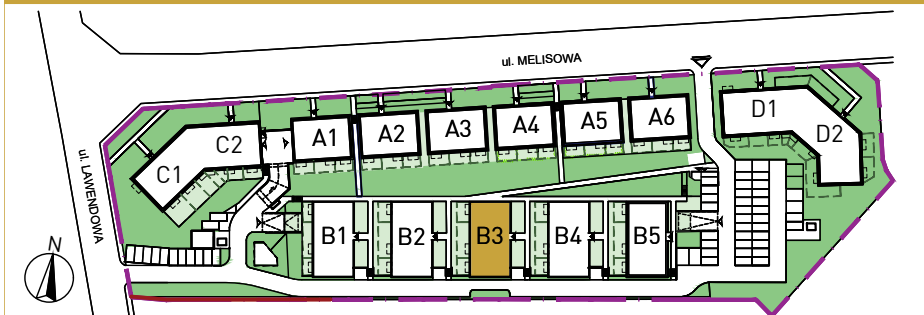 ul. MELISOWA
ul. LAWENDOWA
C1
C2
A1
A2
A3
A4
A5
A6
D1
D2
B1
B2
B3
B4
B5
N